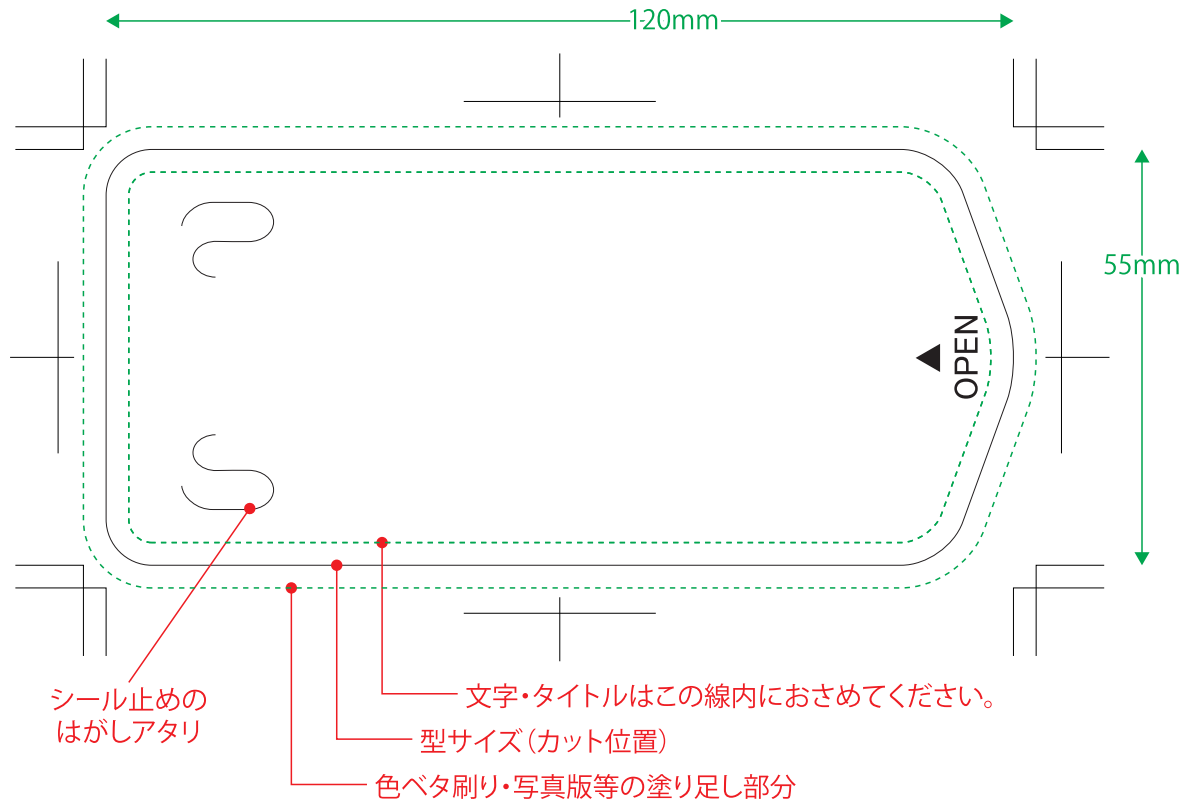 120mm
55mm
OPEN
シール止めの
はがしアタリ
文字・タイトルはこの線内におさめてください。
型サイズ（カット位置）
色ベタ刷り・写真版等の塗り足し部分